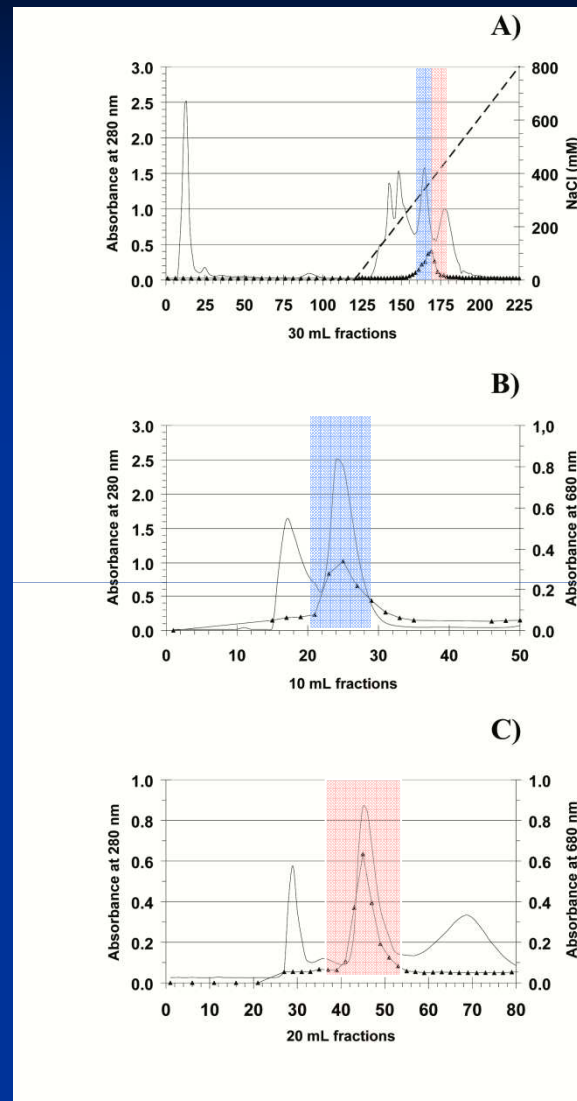 A)
3.0 800
2.5
600
2.0
1.5 400
1.0
200
0.5
0.0 0
0 25 50 75 100 125 150 175 200 225
Absorbance at 280 nm
NaCl (mM)
30 mL fractions
B)
3.0 1,0
2.5 0.8
2.0
0.6
1.5
0.4
1.0
0.2
0.5
0.0 0.0
0 10 20 30 40 50
Absorbance at 280 nm
Absorbance at 680 nm
10 mL fractions
C)
1.0 1.0
0.8 0.8
0.6 0.6
0.4 0.4
0.2 0.2
0.0 0.0
0 10 20 30 40 50 60 70 80
Absorbance at 280 nm
Absorbance at 680 nm
20 mL fractions